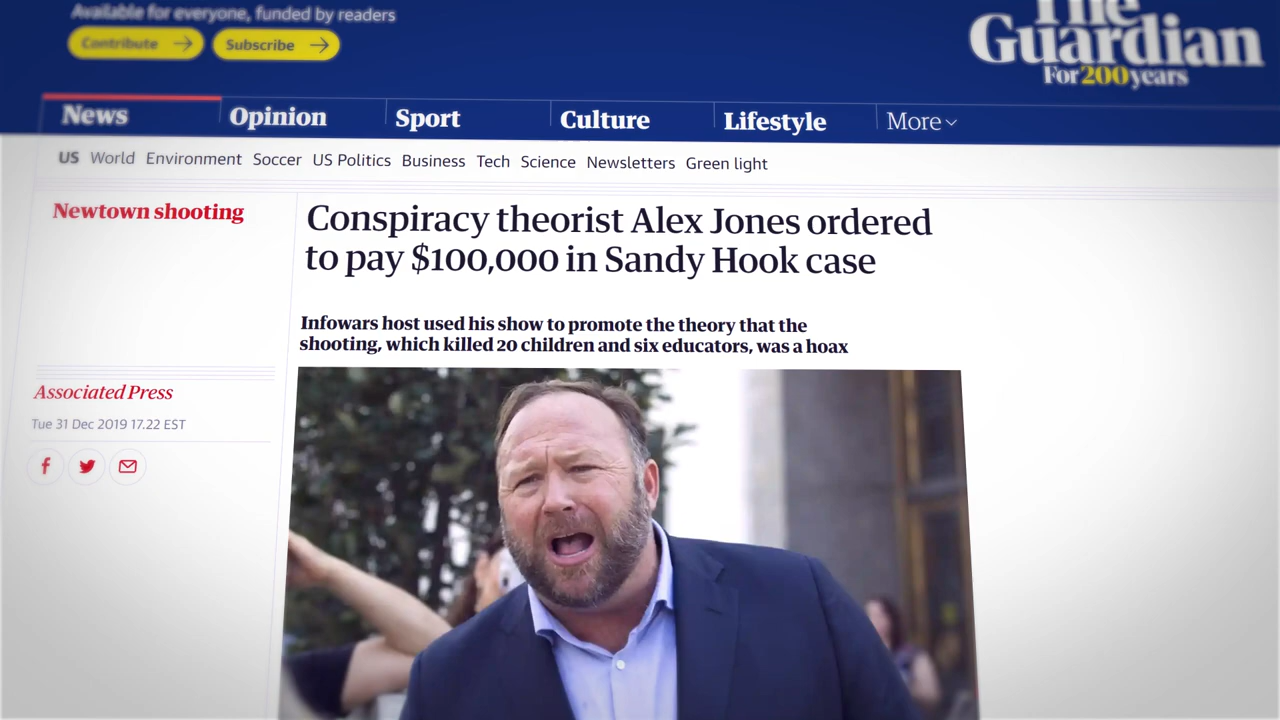 Available for everyone, funded by readers
Contribute →
Subscribe →
The
Guardian
For200years
News
Opinion
Sport
Culture
Lifestyle
More
US World Environment Soccer US Politics Business Tech Science Newsletters Green light
Newtown shooting
Conspiracy theorist Alex Jones ordered
to pay $100,000 in Sandy Hook case
Infowars host used his show to promote the theory that the
shooting, which killed 20 children and six educators, was a hoax
Associated Press
Tue 31 Dec 2019 17.22 EST